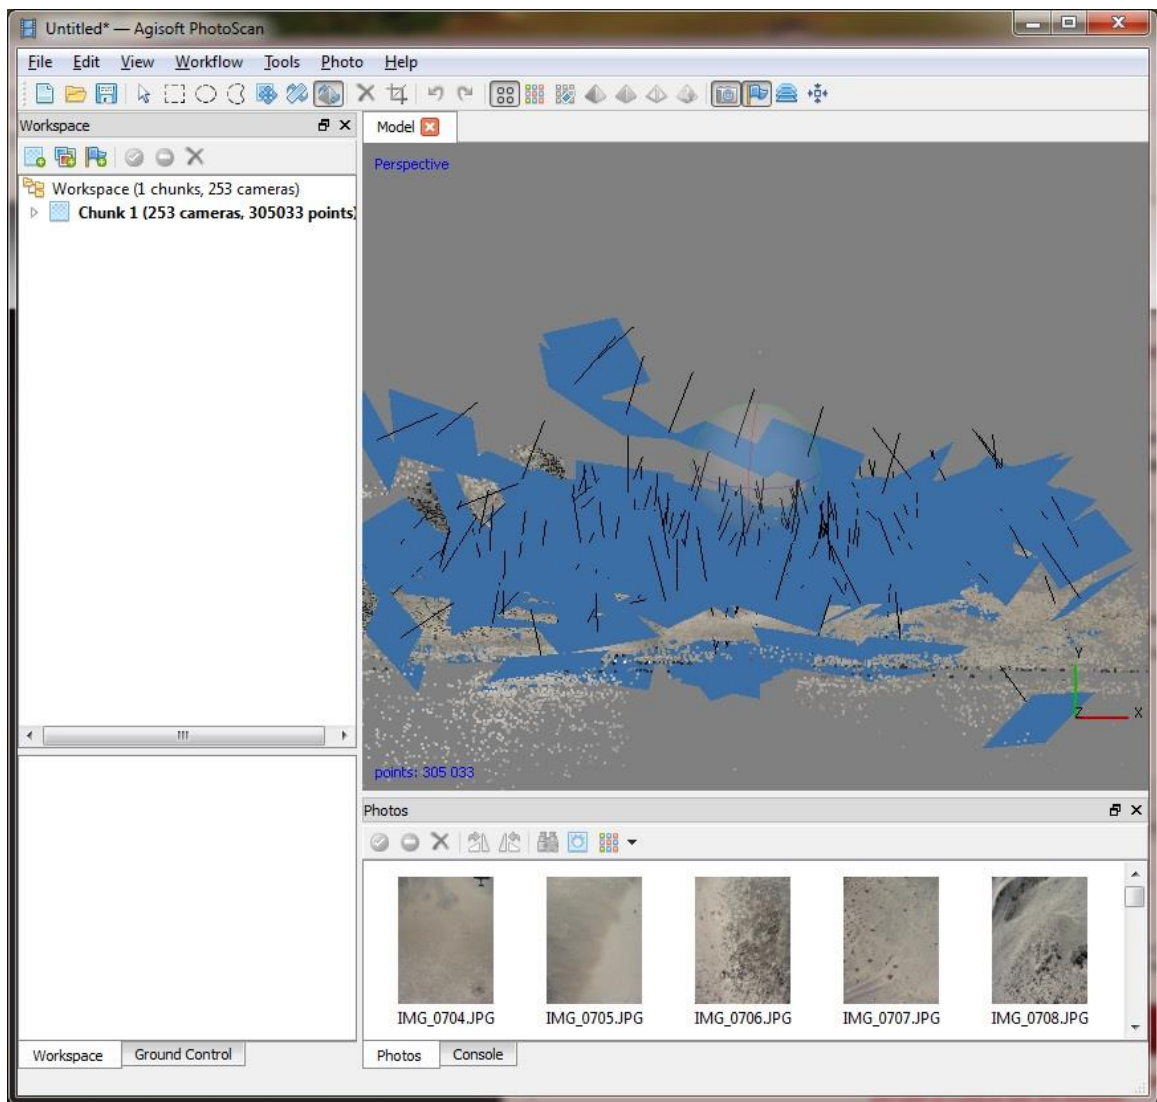 Untitled* — Agisoft PhotoScan
File Edit View Workflow Tools Photo Help
Workspace
Model
Perspective
Workspace (1 chunks, 253 cameras)
Chunk 1 (253 cameras, 305033 points)
Y
Z
X
points: 305 033
Photos
IMG_0704.JPG
IMG_0705.JPG
IMG_0706.JPG
IMG_0707.JPG
IMG_0708.JPG
Workspace
Ground Control
Photos
Console